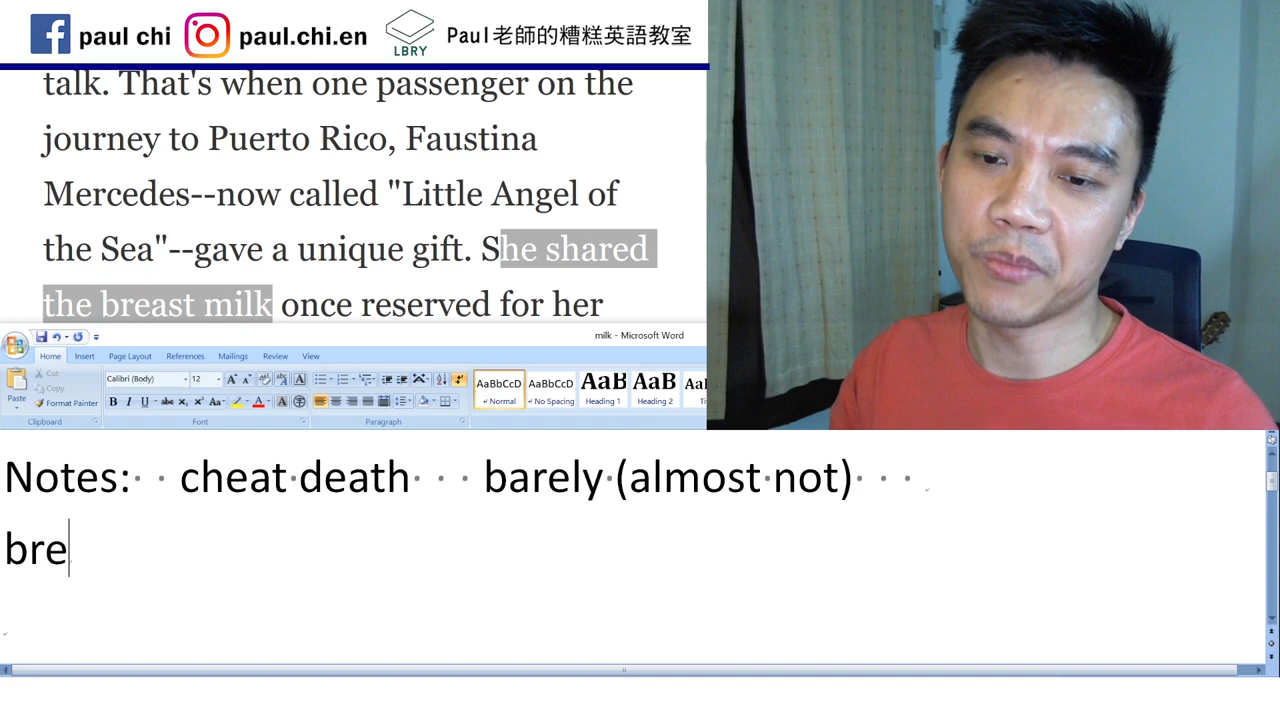 paul chi paul.chi.en LBRY Paul老師的糟糕英語教室
talk. That's when one passenger on the
journey to Puerto Rico, Faustina
Mercedes--now called "Little Angel of
the Sea"--gave a unique gift. She shared
the breast milk once reserved for her
milk - Microsoft Word
Home Insert Page Layout References Mailings Review View
Cut
Copy
Paste
Format Painter
Calibri (Body) 12
AaBbCcD AaBbCcD AaB AaB
Normal No Spacing Heading 1 Heading 2
Clipboard Font Paragraph
Notes: cheat death barely (almost not)
bre